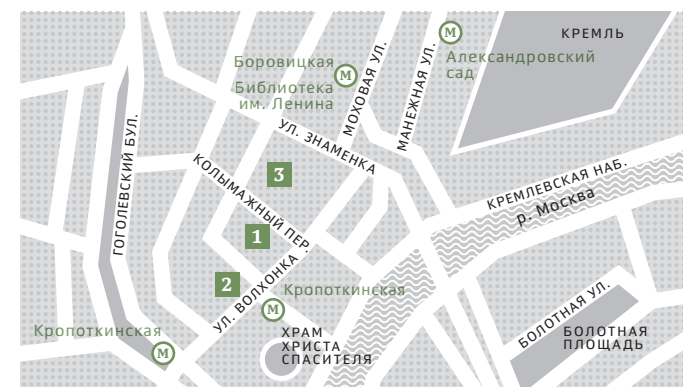 КРЕМЛЬ
М
Александровский
сад
Боровицкая
М
Библиотека
им. Ленина
МОХОВАЯ УЛ.
МАНЕЖНАЯ УЛ.
УЛ. ЗНАМЕНКА
ГОГОЛЕВСКИЙ БУЛ.
КОЛЫМАЖНЫЙ ПЕР.
3
КРЕМЛЕВСКАЯ НАБ.
р. Москва
1
2
УЛ. ВОЛХОНКА
Кропоткинская
М
Кропоткинская
М
ХРАМ
ХРИСТА
СПАСИТЕЛЯ
БОЛОТНАЯ УЛ.
БОЛОТНАЯ
ПЛОЩАДЬ